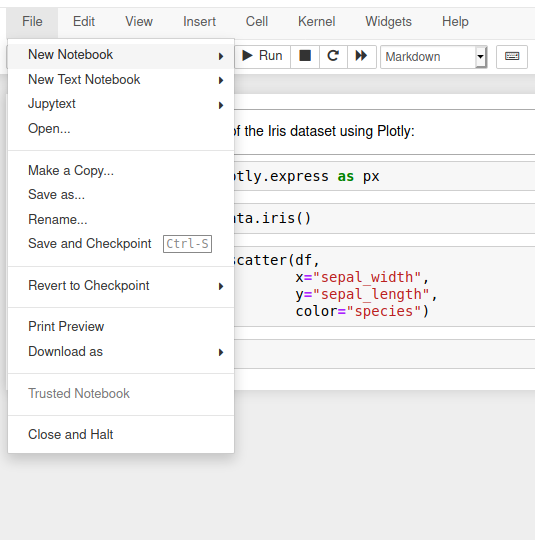 File Edit View Insert Cell Kernel Widgets Help
New Notebook
Run
Markdown
New Text Notebook
Jupytext
Open...
of the Iris dataset using Plotly:
Make a Copy...
.express as px
Save as...
Rename...
.iris()
Save and Checkpoint Ctrl-S
scatter(df,
x="sepal_width",
Revert to Checkpoint
y="sepal_length",
color="species")
Print Preview
Download as
Trusted Notebook
Close and Halt